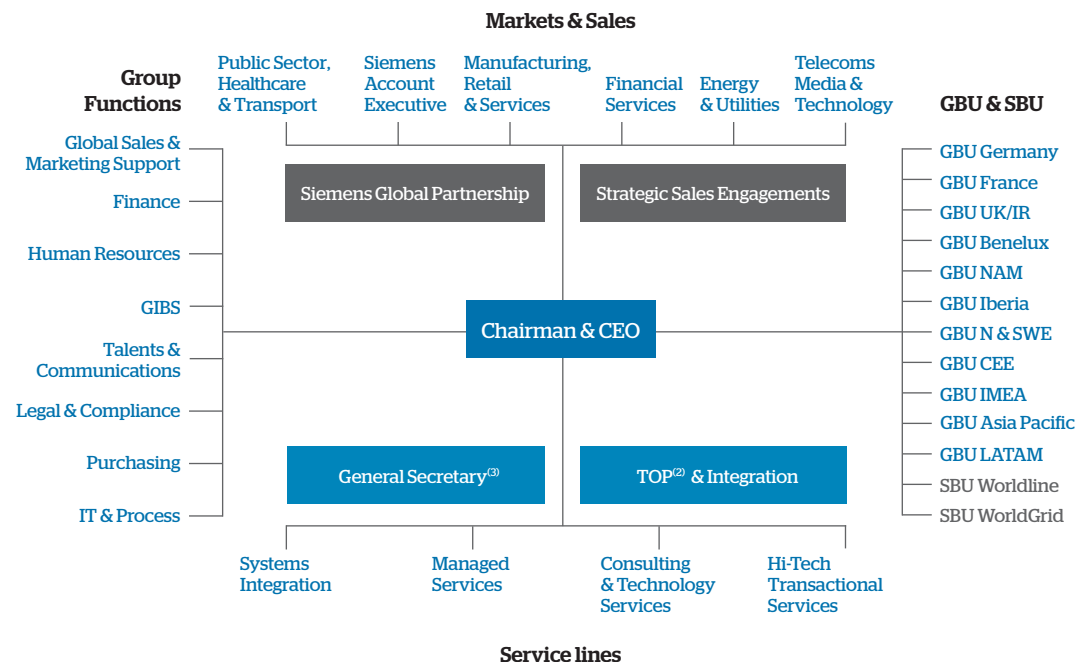 Markets & Sales
Public Sector,
Healthcare
& Transport
Siemens
Account
Executive
Manufacturing,
Retail
& Services
Financial
Services
Energy
& Utilities
Telecoms
Media &
Technology
Group
Functions
Global Sales &
Marketing Support
Finance
Human Resources
GIBS
Talents &
Communications
Legal & Compliance
Purchasing
IT & Process
Siemens Global Partnership
Strategic Sales Engagements
Chairman & CEO
General Secretary(3)
TOP(2) & Integration
GBU & SBU
GBU Germany
GBU France
GBU UK/IR
GBU Benelux
GBU NAM
GBU Iberia
GBU N & SWE
GBU CEE
GBU IMEA
GBU Asia Pacific
GBU LATAM
SBU Worldline
SBU WorldGrid
Systems
Integration
Managed
Services
Consulting
& Technology
Services
Hi-Tech
Transactional
Services
Service lines